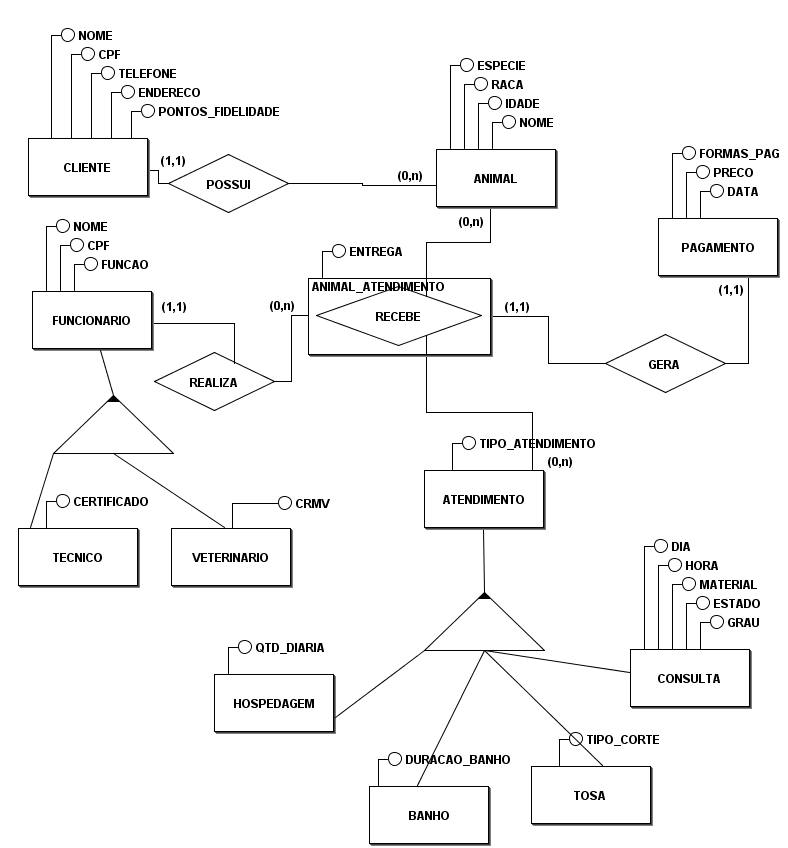 NOME
CPF
TELEFONE
ENDERECO
PONTOS_FIDELIDADE
CLIENTE
(1,1)
POSSUI
(0,n)
ESPECIE
RACA
IDADE
NOME
ANIMAL
(0,n)
FORMAS_PAG
PRECO
DATA
PAGAMENTO
(1,1)
NOME
CPF
FUNCAO
FUNCIONARIO
(1,1)
REALIZA
(0,n)
ENTREGA
ANIMAL_ATENDIMENTO
RECEBE
(1,1)
GERA
TIPO_ATENDIMENTO
(0,n)
ATENDIMENTO
CERTIFICADO
TECNICO
CRMV
VETERINARIO
DIA
HORA
MATERIAL
ESTADO
GRAU
CONSULTA
QTD_DIARIA
HOSPEDAGEM
DURACAO_BANHO
BANHO
TIPO_CORTE
TOSA